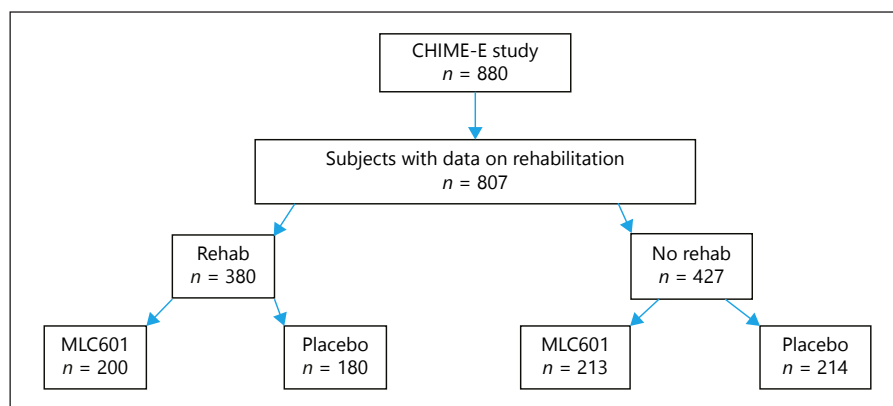 CHIME-E study
n = 880
Subjects with data on rehabilitation
n = 807
Rehab
n = 380
No rehab
n = 427
MLC601
n = 200
Placebo
n = 180
MLC601
n = 213
Placebo
n = 214